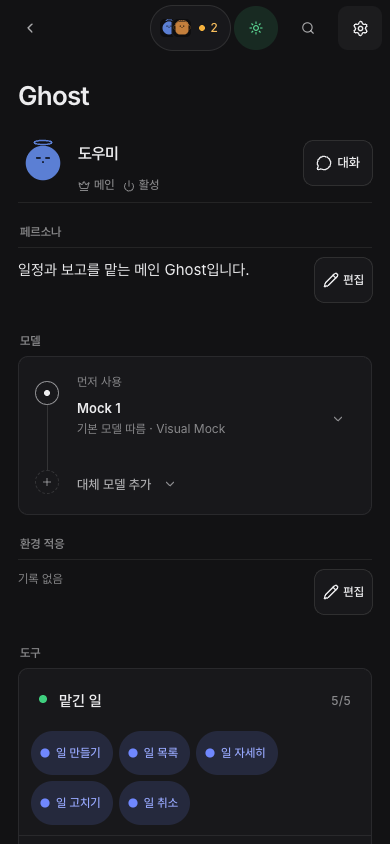 2
Ghost
도우미
대화
메인 활성
페르소나
일정과 보고를 맡는 메인 Ghost입니다.
편집
모델
먼저 사용
Mock 1
기본 모델 따름 · Visual Mock
대체 모델 추가
환경 적응
기록 없음
편집
도구
맡긴 일 5/5
일 만들기 일 목록 일 자세히
일 고치기 일 취소